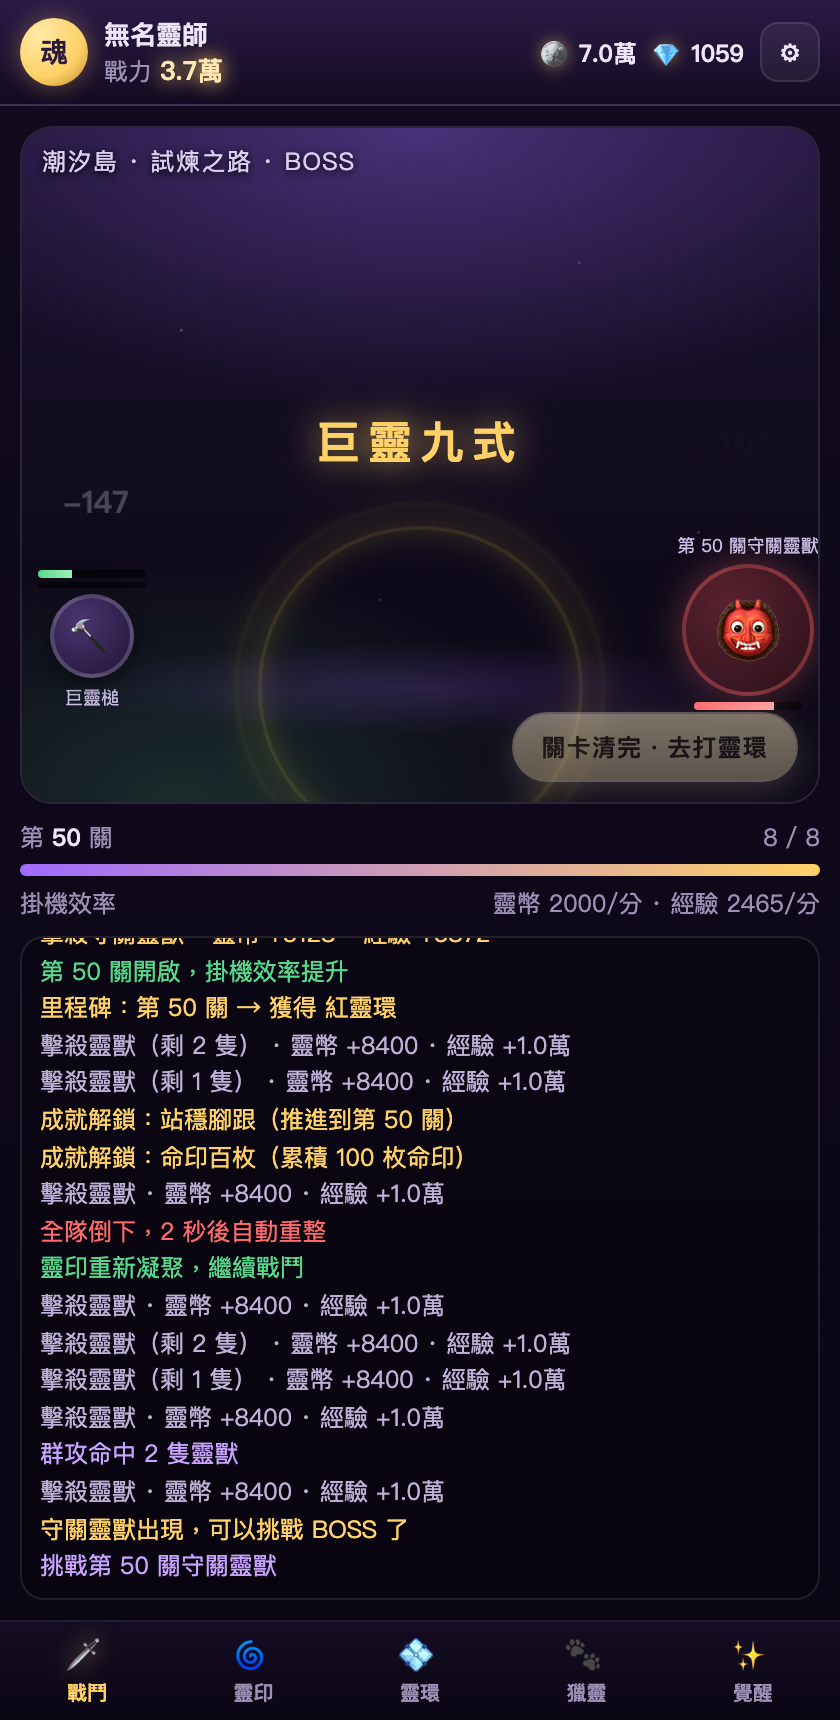 魂
無名靈師
戰力 3.7萬
7.0萬
1059
潮汐島 · 試煉之路 · BOSS
巨靈九式
-389
-147
第 50 關守關靈獸
巨靈槌
關卡清完 · 去打靈環
第 50 關
8 / 8
掛機效率
靈幣 2000/分 · 經驗 2465/分
第 50 關開啟，掛機效率提升
里程碑：第 50 關 → 獲得 紅靈環
擊殺靈獸（剩 2 隻） · 靈幣 +8400 · 經驗 +1.0萬
擊殺靈獸（剩 1 隻） · 靈幣 +8400 · 經驗 +1.0萬
成就解鎖：站穩腳跟（推進到第 50 關）
成就解鎖：命印百枚（累積 100 枚命印）
擊殺靈獸 · 靈幣 +8400 · 經驗 +1.0萬
全隊倒下，2 秒後自動重整
靈印重新凝聚，繼續戰鬥
擊殺靈獸 · 靈幣 +8400 · 經驗 +1.0萬
擊殺靈獸（剩 2 隻） · 靈幣 +8400 · 經驗 +1.0萬
擊殺靈獸（剩 1 隻） · 靈幣 +8400 · 經驗 +1.0萬
擊殺靈獸 · 靈幣 +8400 · 經驗 +1.0萬
群攻命中 2 隻靈獸
擊殺靈獸 · 靈幣 +8400 · 經驗 +1.0萬
守關靈獸出現，可以挑戰 BOSS 了
挑戰第 50 關守關靈獸
戰鬥
靈印
靈環
獵靈
覺醒